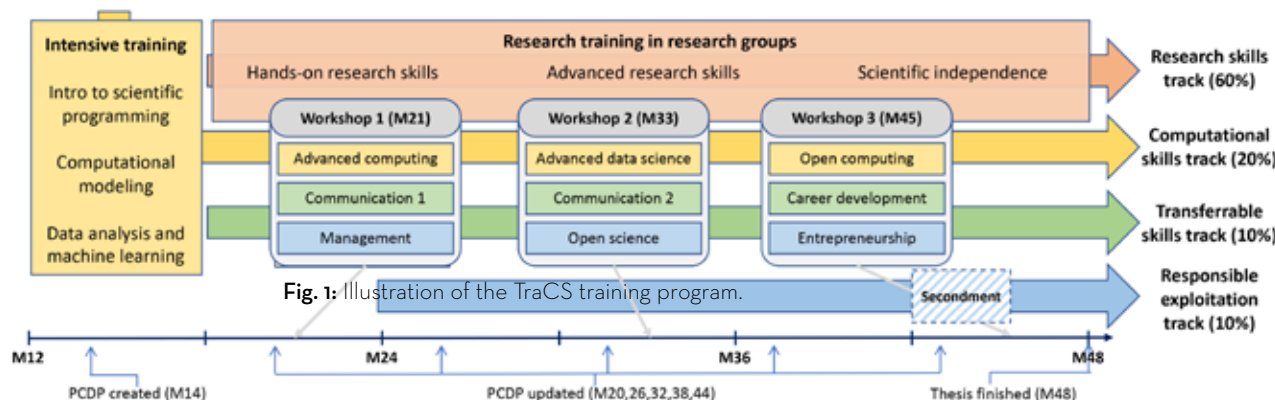 Intensive training
Intro to scientific
programming
Computational
modeling
Data analysis and
machine learning
Research training in research groups
Hands-on research skills
Advanced research skills
Scientific independence
Workshop 1 (M21)
Advanced computing
Communication 1
Management
Workshop 2 (M33)
Advanced data science
Communication 2
Open science
Workshop 3 (M45)
Open computing
Career development
Entrepreneurship
Secondment
Research skills
track (60%)
Computational
skills track (20%)
Transferrable
skills track (10%)
Responsible
exploitation
track (10%)
Fig. 1: Illustration of the TraCS training program.
M12
M24
M36
M48
PCDP created (M14)
PCDP updated (M20,26,32,38,44)
Thesis finished (M48)